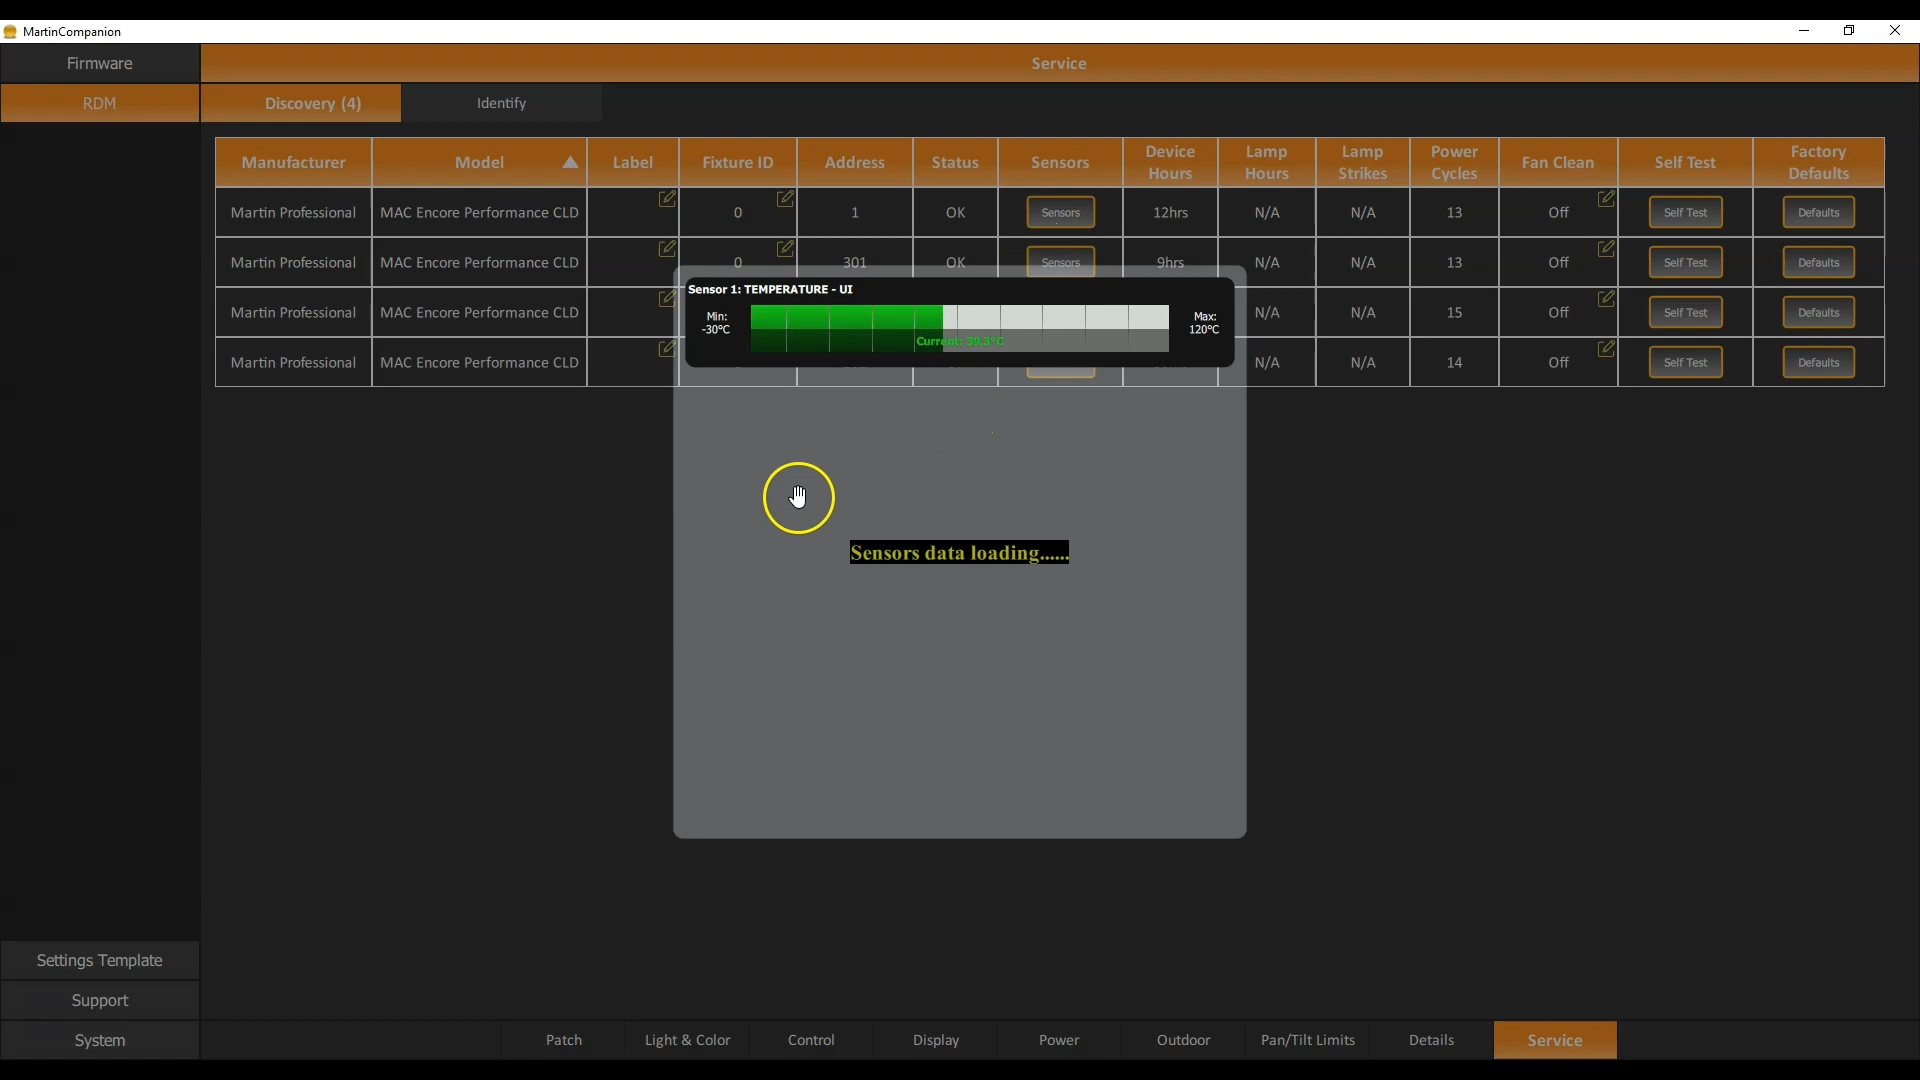 MartinCompanion
Firmware
Service
RDM
Discovery (4)
Identify
Manufacturer Model Label Fixture ID Address Status Sensors Device Hours Lamp Hours Lamp Strikes Power Cycles Fan Clean Self Test Factory Defaults
Martin Professional MAC Encore Performance CLD 0 1 OK Sensors 12hrs N/A N/A 13 Off Self Test Defaults
Martin Professional MAC Encore Performance CLD 0 301 OK Sensors 9hrs N/A N/A 13 Off Self Test Defaults
Martin Professional MAC Encore Performance CLD N/A N/A 15 Off Self Test Defaults
Martin Professional MAC Encore Performance CLD N/A N/A 14 Off Self Test Defaults
Sensor 1: TEMPERATURE - UI
Min:
-30°C
Current: 39.3°C
Max:
120°C
Sensors data loading......
Settings Template
Support
System
Patch
Light & Color
Control
Display
Power
Outdoor
Pan/Tilt Limits
Details
Service